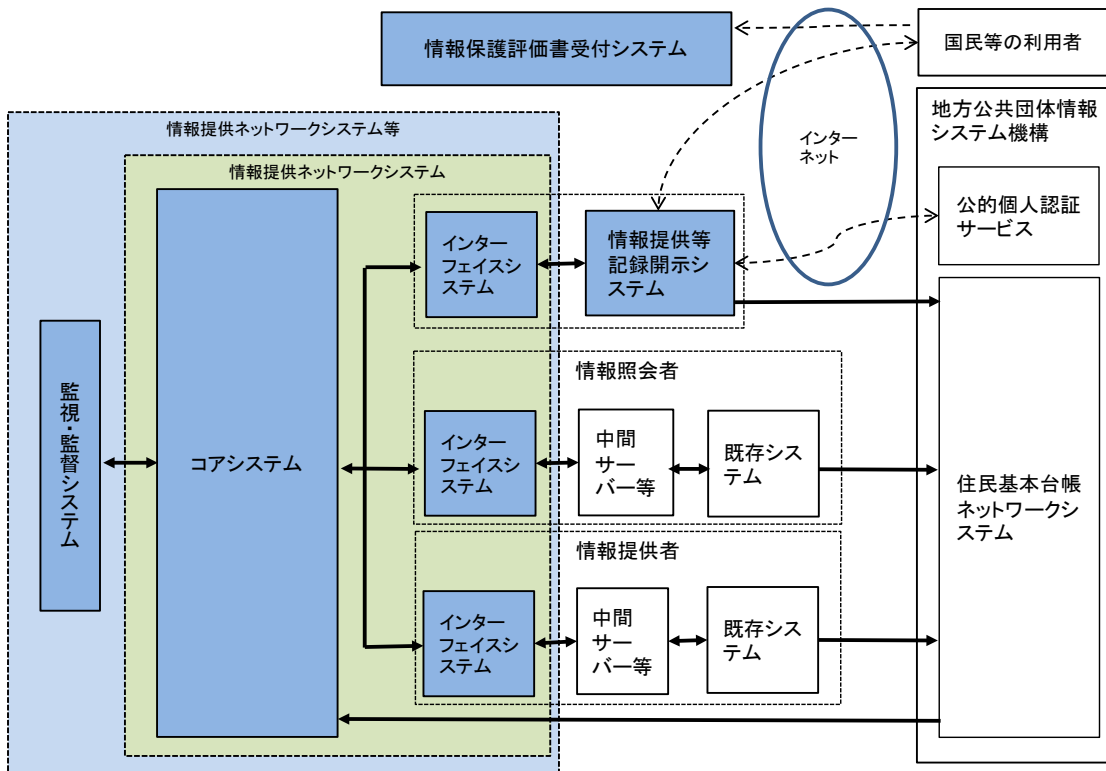 情報保護評価書受付システム
国民等の利用者
インター
ネット
地方公共団体情報
システム機構
公的個人認証
サービス
住民基本台帳
ネットワークシ
ステム
情報提供ネットワークシステム等
情報提供ネットワークシステム
監視・監督システム
コアシステム
インター
フェイスシ
ステム
情報提供等
記録開示シ
ステム
情報照会者
インター
フェイスシ
ステム
中間
サー
バー等
既存シス
テム
情報提供者
インター
フェイスシ
ステム
中間
サー
バー等
既存シス
テム